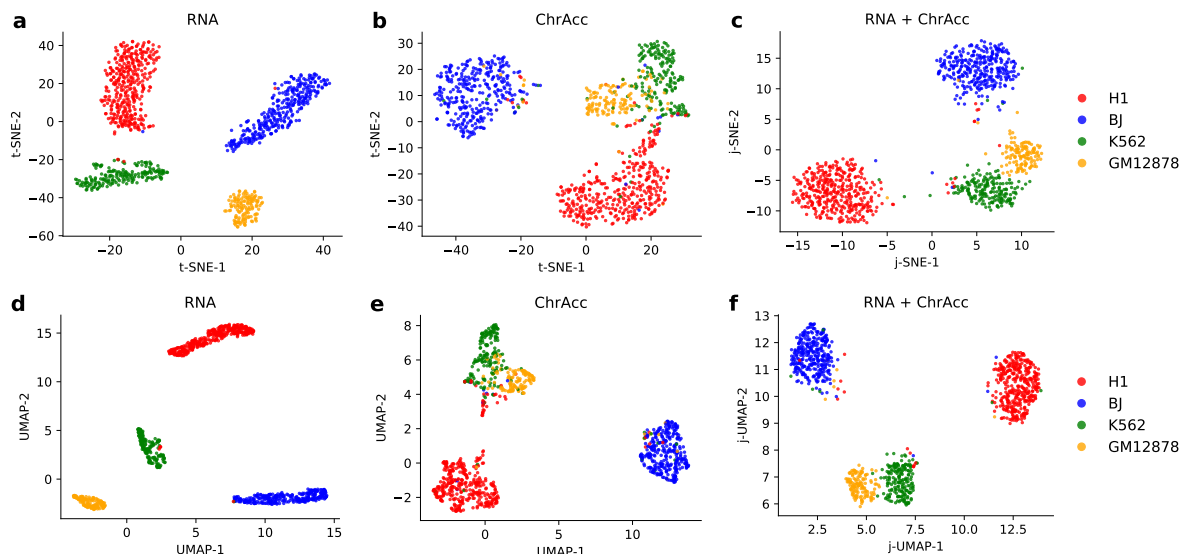 a RNA
40
20
0
−20
−40
−60
t-SNE-2
−20 0 20 40
t-SNE-1
b ChrAcc
30
20
10
0
−10
−20
−30
−40
t-SNE-2
−40 −20 0 20
t-SNE-1
c RNA + ChrAcc
15
10
5
0
−5
−10
j-SNE-2
−15 −10 −5 0 5 10
j-SNE-1
H1
BJ
K562
GM12878
d RNA
15
10
5
0
UMAP-2
0 5 10 15
UMAP-1
e ChrAcc
8
6
4
2
0
−2
UMAP-2
0 5 10
UMAP-1
f RNA + ChrAcc
13
12
11
10
9
8
7
6
j-UMAP-2
2.5 5.0 7.5 10.0 12.5
j-UMAP-1
H1
BJ
K562
GM12878